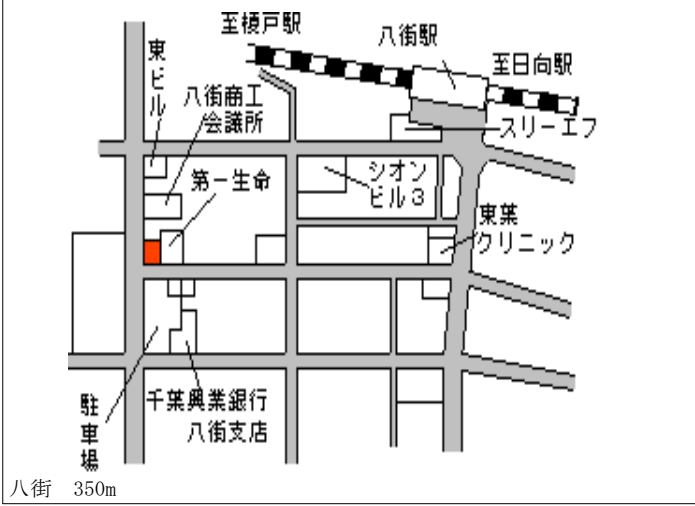 至榎戸駅
八街駅
至日向駅
東ビル
八街商工
会議所
スリーエフ
第一生命
シオン
ビル3
東葉
クリニック
千葉興業銀行
八街支店
駐車場
八街 350m